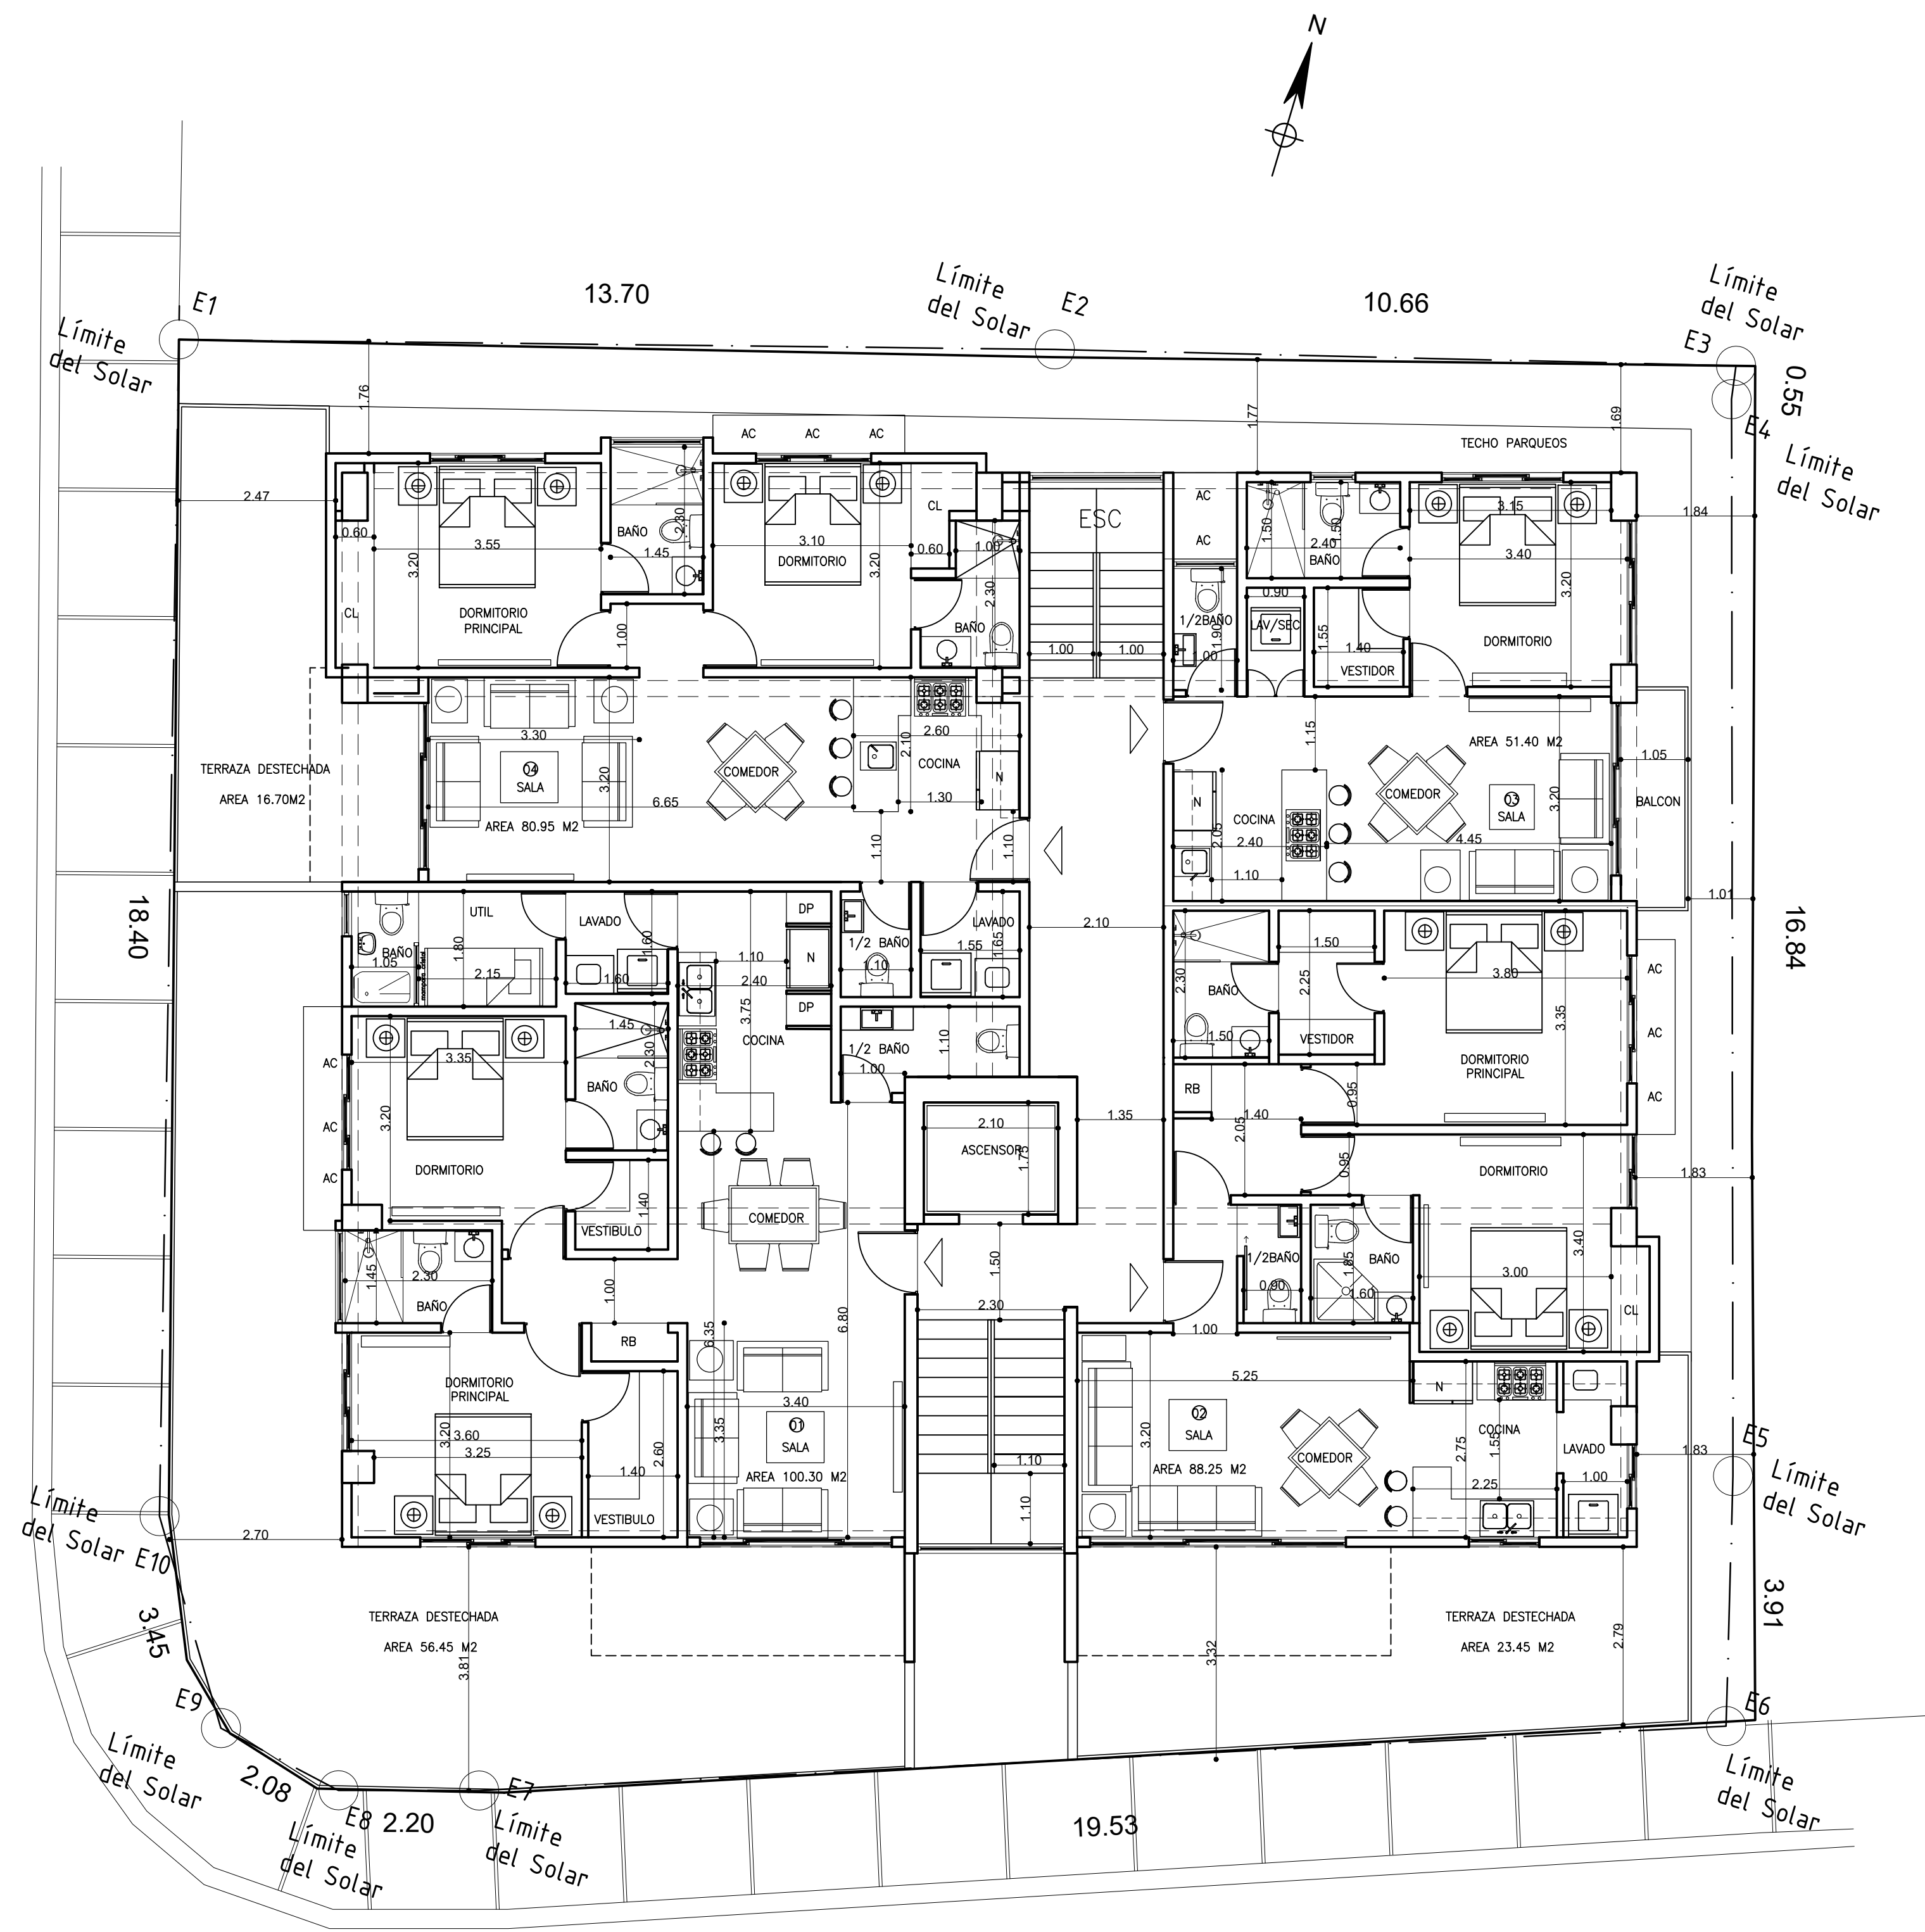 N
13.70
Límite
del Solar
E2
10.66
Límite
del Solar
E3
E1
Límite
del Solar
0.55
E4
Límite
del Solar
1.76
1.77
1.69
AC
AC
AC
TECHO PARQUEOS
2.47
0.60
3.55
3.20
CL
DORMITORIO
PRINCIPAL
BAÑO
2.30
1.45
1.00
3.10
DORMITORIO
3.20
CL
0.60
1.00
2.30
BAÑO
ESC
1.00
1.00
AC
AC
1/2BAÑO
1.90
1.00
1.50
1.50
2.40
BAÑO
0.90
LAV/SEC
1.55
1.40
VESTIDOR
3.15
3.40
3.20
DORMITORIO
1.84
TERRAZA DESTECHADA
AREA 16.70M2
3.30
04
SALA
3.20
6.65
AREA 80.95 M2
COMEDOR
2.10
2.60
COCINA
N
1.30
1.10
1.10
1.15
N
COCINA
2.05
2.40
1.10
COMEDOR
AREA 51.40 M2
03
SALA
3.20
4.45
1.05
BALCON
1.01
18.40
16.84
BAÑO
1.05
UTIL
1.80
2.15
LAVADO
1.60
1.60
1.10
2.40
3.75
DP
N
DP
COCINA
1/2 BAÑO
1.10
LAVADO
1.55
1.65
2.10
1/2 BAÑO
1.10
1.00
2.30
BAÑO
1.50
1.50
2.25
VESTIDOR
3.80
3.35
DORMITORIO
PRINCIPAL
AC
AC
AC
AC
AC
AC
3.35
3.20
DORMITORIO
1.45
2.30
BAÑO
1.40
VESTIBULO
COMEDOR
2.10
ASCENSOR
1.75
1.35
RB
1.40
2.05
0.95
0.95
DORMITORIO
1.83
1.45
2.30
BAÑO
1.00
6.35
6.80
1.50
2.30
1/2BAÑO
0.90
1.85
BAÑO
1.60
3.00
3.40
CL
RB
1.00
DORMITORIO
PRINCIPAL
3.20
3.60
3.25
2.60
1.40
VESTIBULO
3.40
3.35
01
SALA
AREA 100.30 M2
1.10
1.10
5.25
3.20
02
SALA
AREA 88.25 M2
COMEDOR
N
COCINA
2.75
1.55
2.25
LAVADO
1.00
1.83
E5
Límite
del Solar
Límite
del Solar E10
2.70
3.45
3.91
TERRAZA DESTECHADA
AREA 56.45 M2
3.81
3.32
TERRAZA DESTECHADA
AREA 23.45 M2
2.79
E9
Límite
del Solar
2.08
E8
2.20
Límite
del Solar
E7
Límite
del Solar
19.53
E6
Límite
del Solar